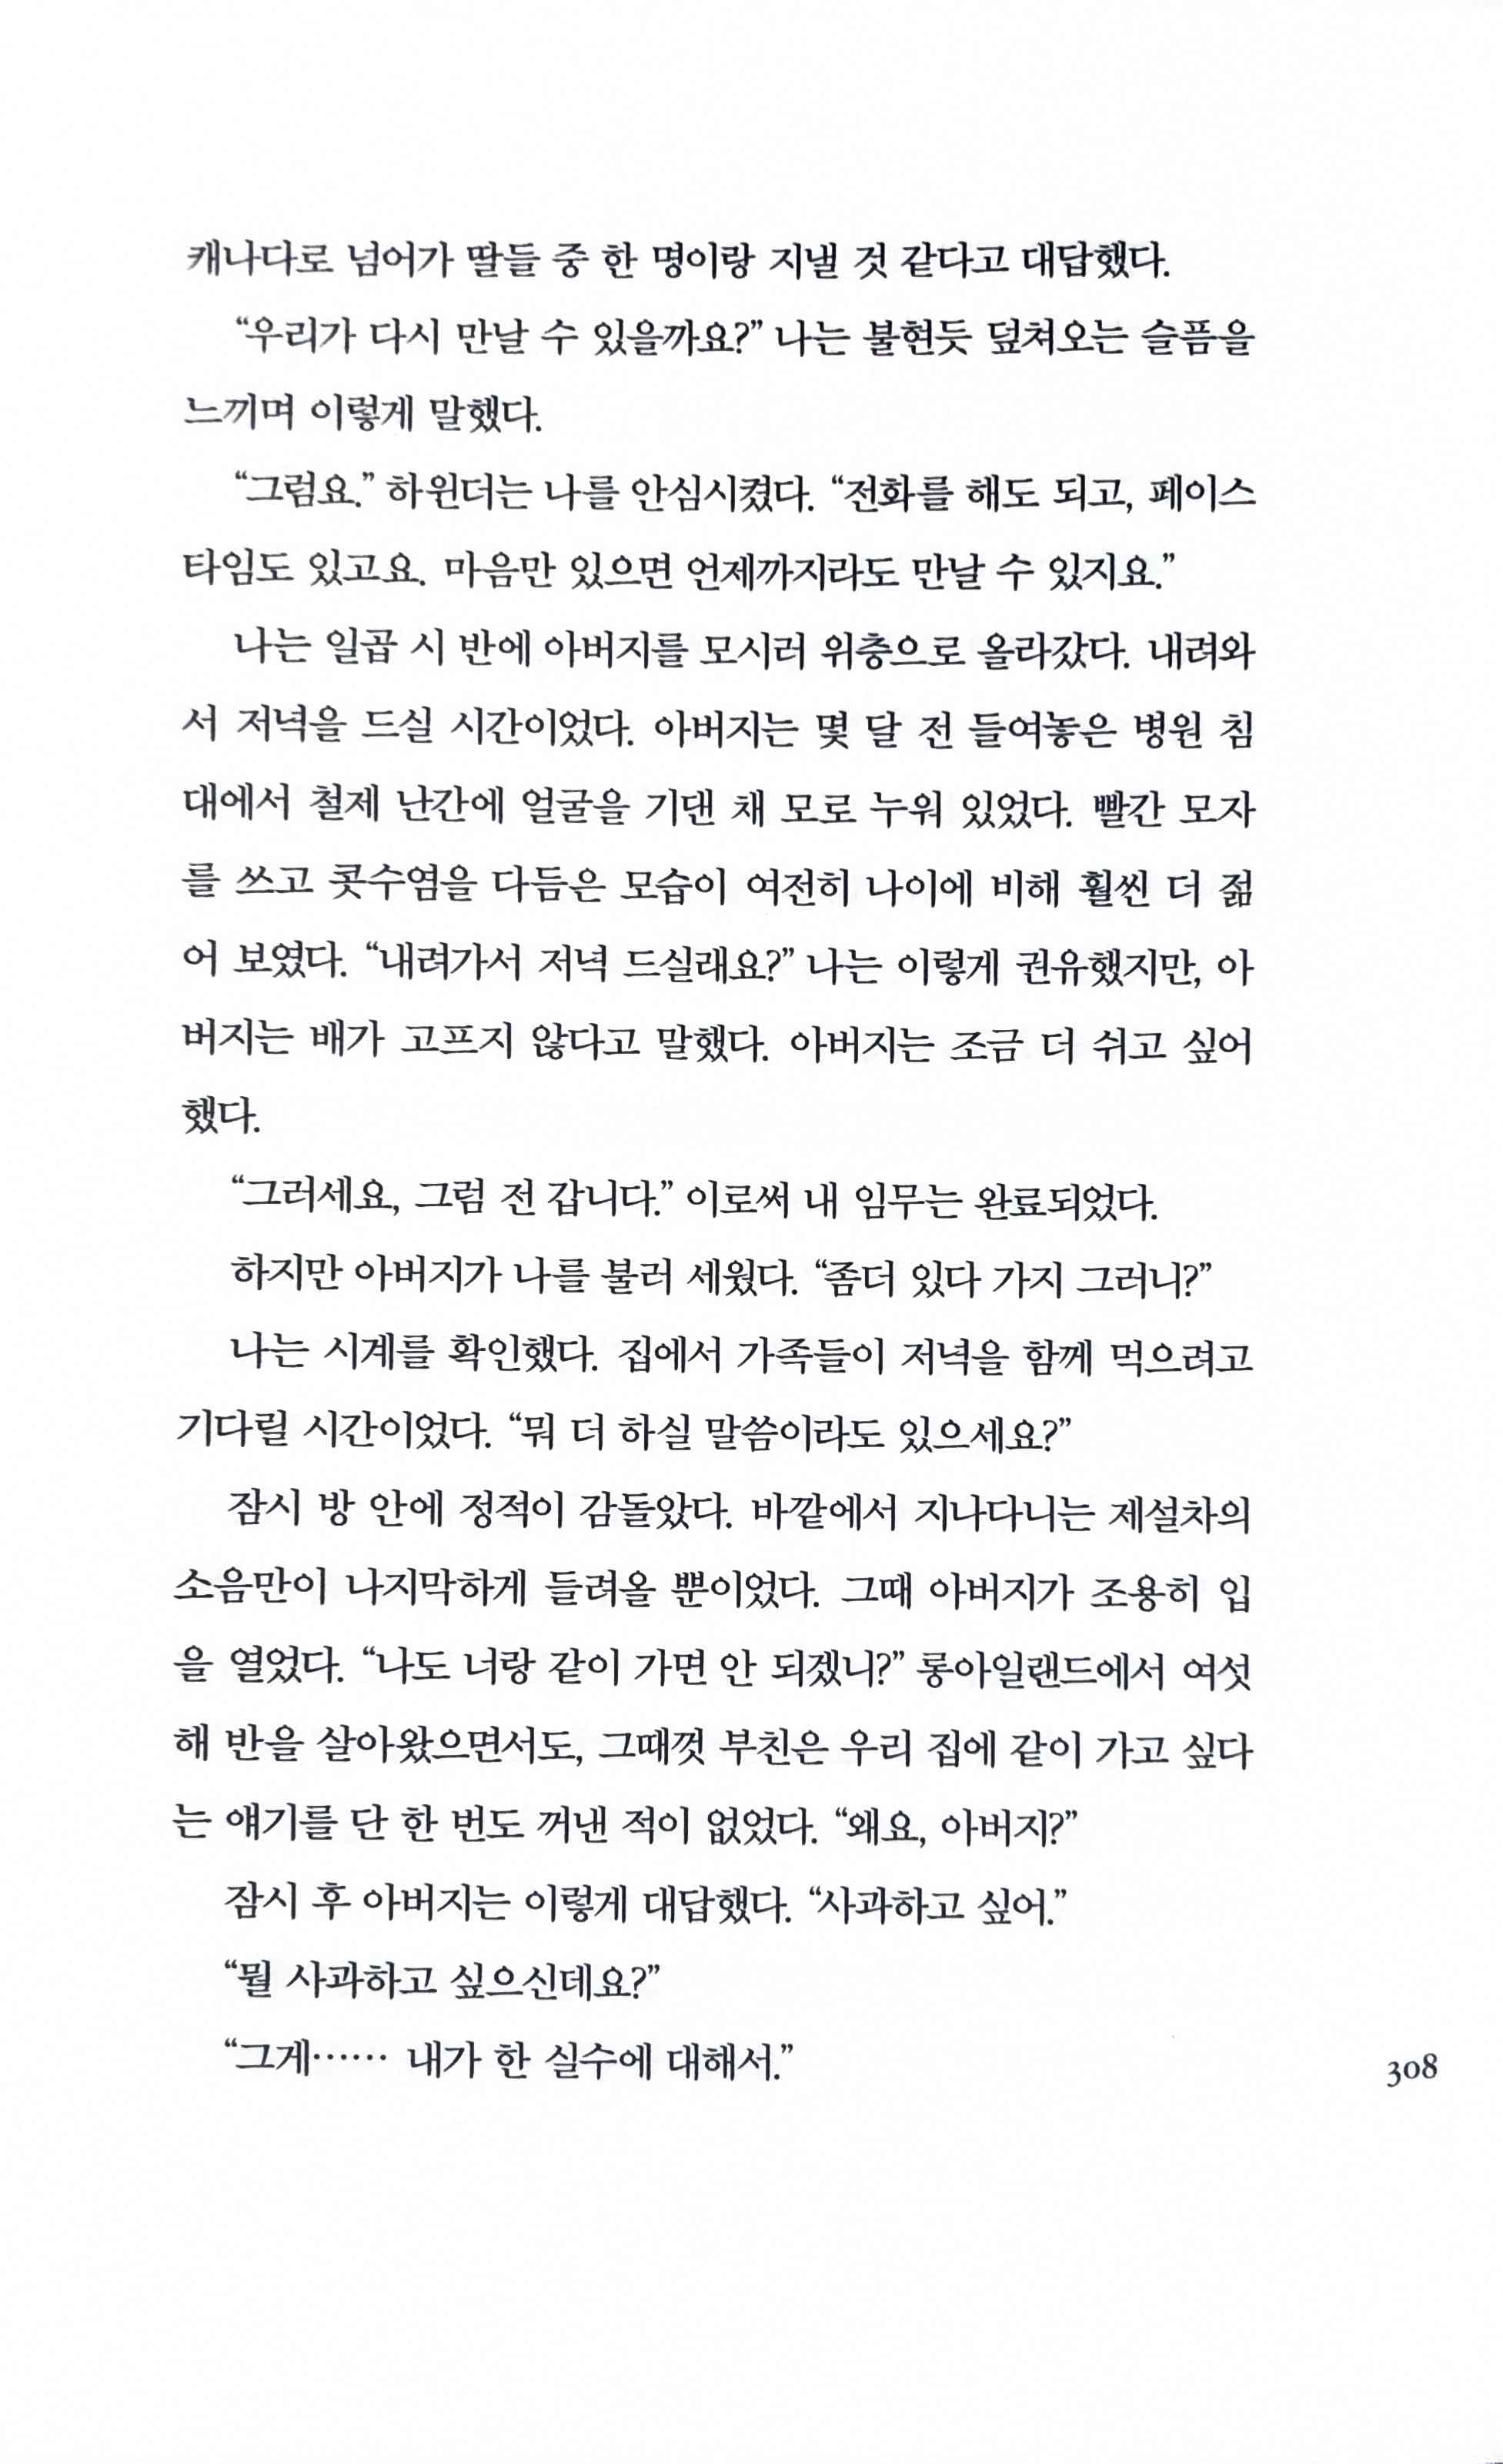 캐나다로 넘어가 딸들 중 한 명이랑 지낼 것 같다고 대답했다.
“우리가 다시 만날 수 있을까요?” 나는 불현듯 덮쳐오는 슬픔을
느끼며 이렇게 말했다.
“그럼요.” 하윈더는 나를 안심시켰다. “전화를 해도 되고, 페이스
타임도 있고요. 마음만 있으면 언제까지라도 만날 수 있지요.”
나는 일곱 시 반에 아버지를 모시러 위층으로 올라갔다. 내려와
서 저녁을 드실 시간이었다. 아버지는 몇 달 전 들여놓은 병원 침
대에서 철제 난간에 얼굴을 기댄 채 모로 누워 있었다. 빨간 모자
를 쓰고 콧수염을 다듬은 모습이 여전히 나이에 비해 훨씬 더 젊
어 보였다. “내려가서 저녁 드실래요?” 나는 이렇게 권유했지만, 아
버지는 배가 고프지 않다고 말했다. 아버지는 조금 더 쉬고 싶어
했다.
“그러세요, 그럼 전 갑니다.” 이로써 내 임무는 완료되었다.
하지만 아버지가 나를 불러 세웠다. “좀더 있다 가지 그러니?”
나는 시계를 확인했다. 집에서 가족들이 저녁을 함께 먹으려고
기다릴 시간이었다. “뭐 더 하실 말씀이라도 있으세요?”
잠시 방 안에 정적이 감돌았다. 바깥에서 지나다니는 제설차의
소음만이 나지막하게 들려올 뿐이었다. 그때 아버지가 조용히 입
을 열었다. “나도 너랑 같이 가면 안 되겠니?” 롱아일랜드에서 여섯
해 반을 살아왔으면서도, 그때껏 부친은 우리 집에 같이 가고 싶다
는 얘기를 단 한 번도 꺼낸 적이 없었다. “왜요, 아버지?”
잠시 후 아버지는 이렇게 대답했다. “사과하고 싶어.”
“뭘 사과하고 싶으신데요?”
“그게…… 내가 한 실수에 대해서.”
308